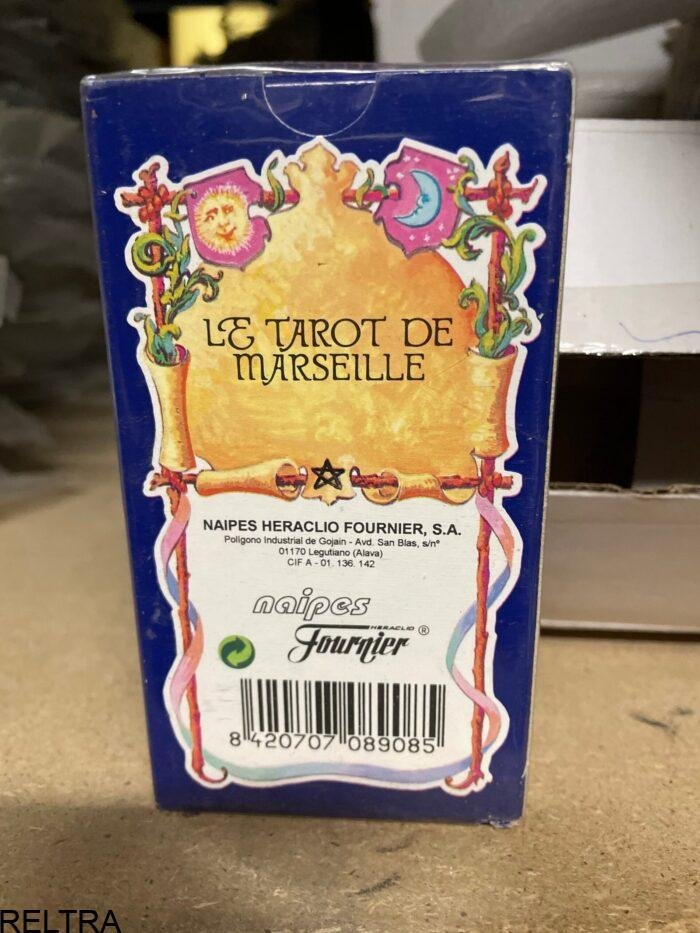 LE TAROT DE
MARSEILLE
NAIPES HERACLIO FOURNIER, S.A.
Poligono Industrial de Gojain - Avd. San Blas, s/nº
01170 Legutiano (Alava)
CIF A - 01. 136. 142
naipes
HERACLIO
Fournier ®
8 420707 089085
RELTRA